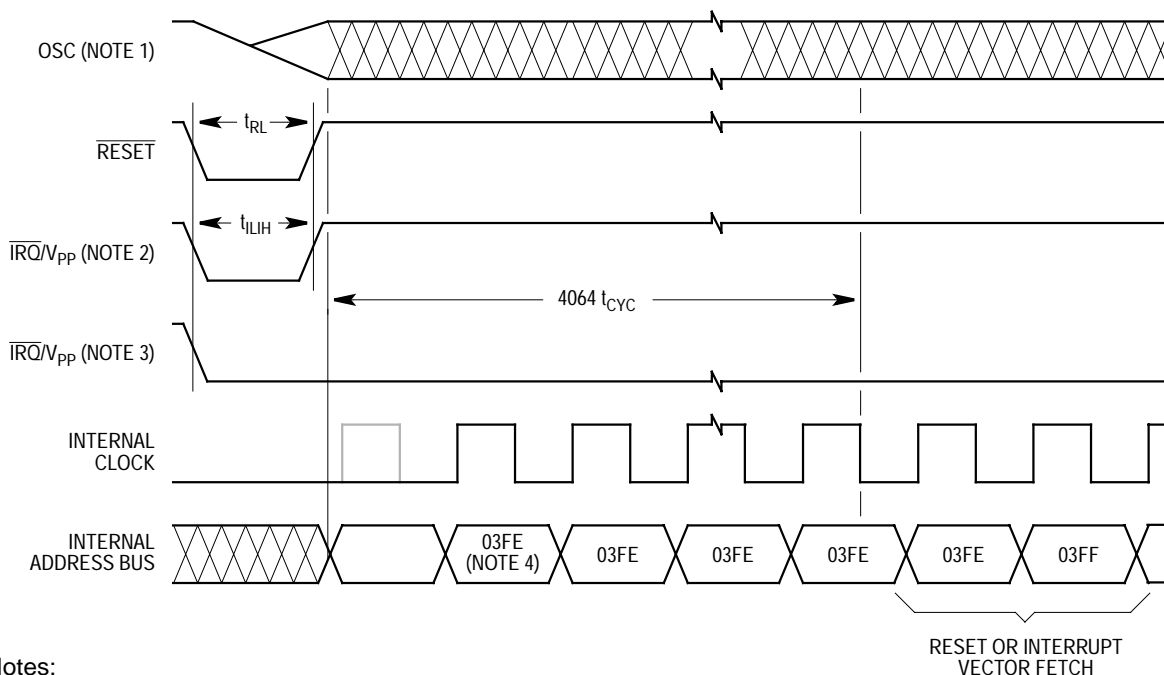 OSC (NOTE 1)
t_RL
RESET
t_ILIH
IRQ/V_PP (NOTE 2)
4064 t_CYC
IRQ/V_PP (NOTE 3)
INTERNAL
CLOCK
INTERNAL
ADDRESS BUS
03FE
(NOTE 4)
03FE
03FE
03FE
03FE
03FF
RESET OR INTERRUPT
VECTOR FETCH